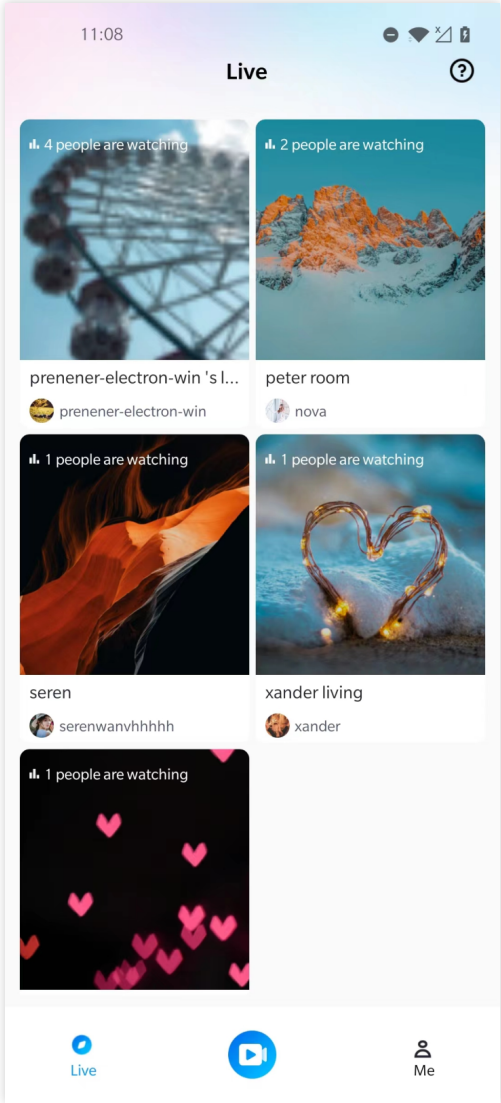 11:08
Live
4 people are watching
2 people are watching
prenener-electron-win 's l...
peter room
prenener-electron-win
nova
1 people are watching
1 people are watching
seren
xander living
serenwanvhhhhh
xander
1 people are watching
Live
Me